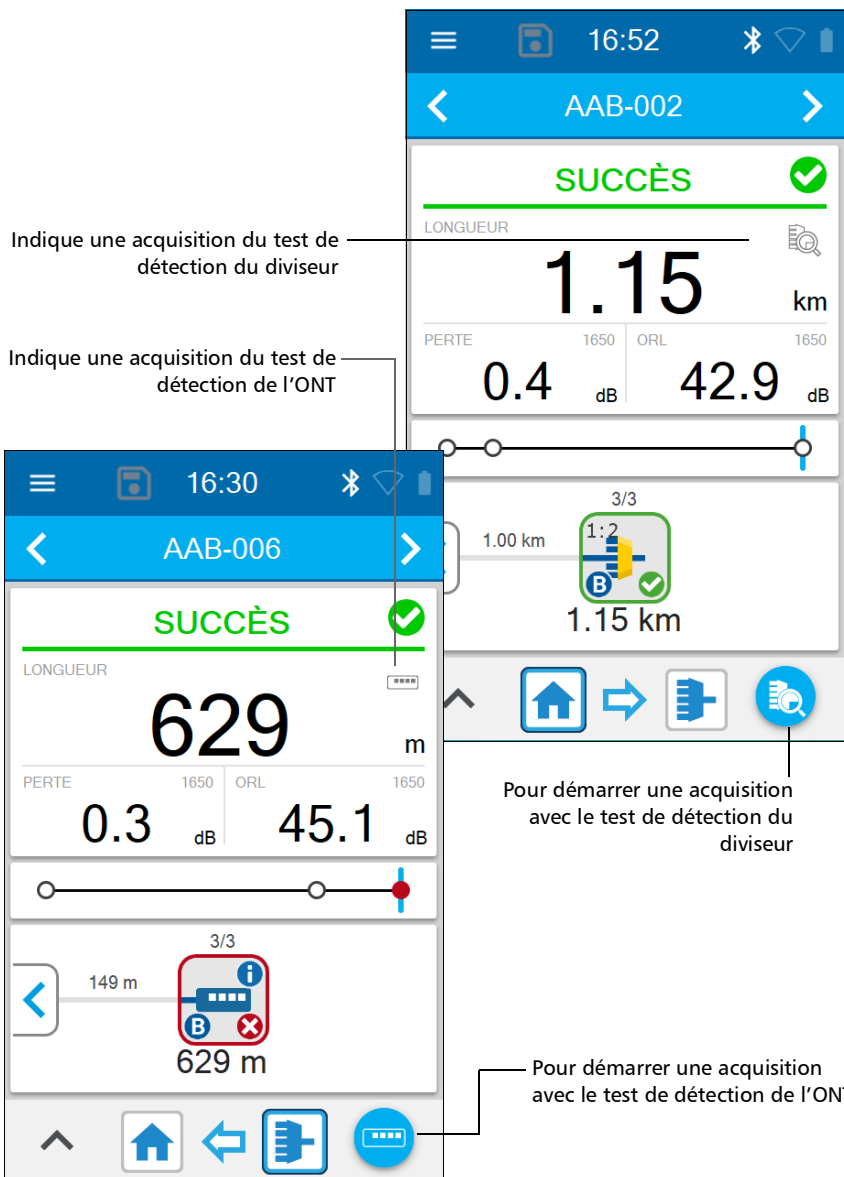 16:52
AAB-002
SUCCÈS
LONGUEUR
1.15
km
PERTE 1650 ORL 1650
0.4 dB 42.9 dB
3/3
1.00 km
1:2
B
1.15 km
Indique une acquisition du test de
détection du diviseur
Indique une acquisition du test de
détection de l'ONT
16:30
AAB-006
SUCCÈS
LONGUEUR
629
m
PERTE 1650 ORL 1650
0.3 dB 45.1 dB
3/3
149 m
i
B
629 m
Pour démarrer une acquisition
avec le test de détection du
diviseur
Pour démarrer une acquisition
avec le test de détection de l'ON